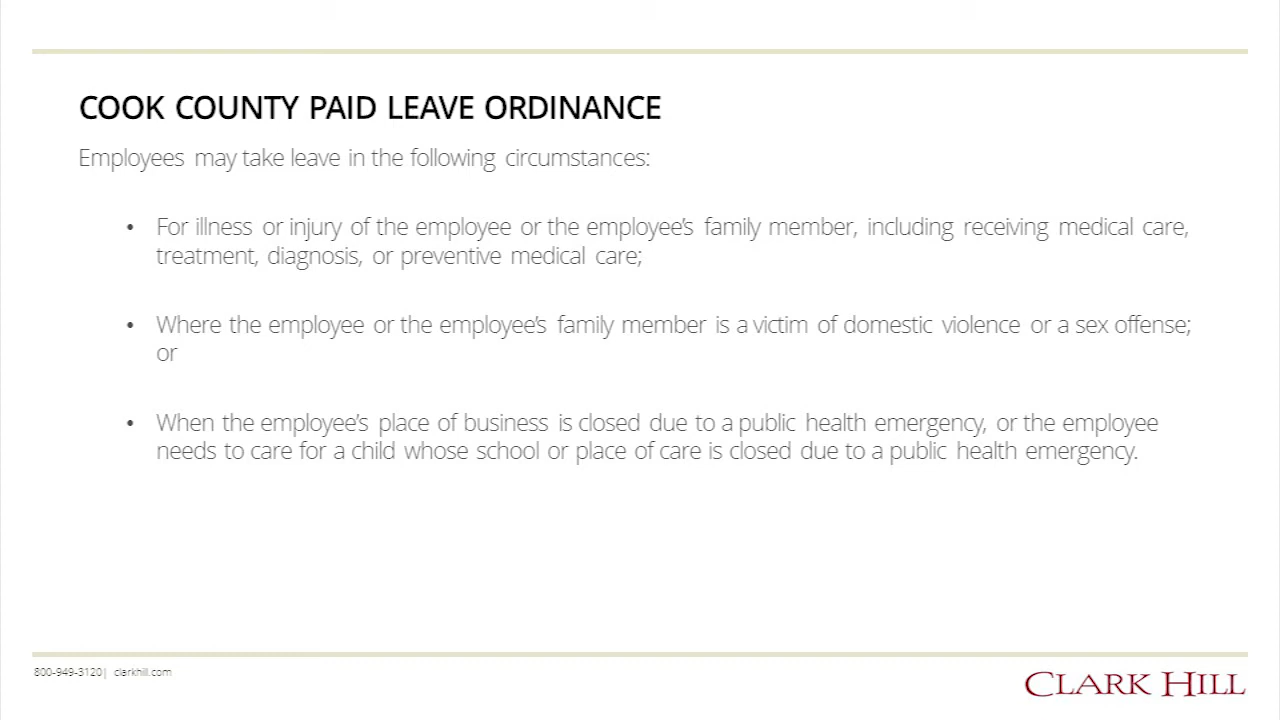 COOK COUNTY PAID LEAVE ORDINANCE
Employees may take leave in the following circumstances:
• For illness or injury of the employee or the employee’s family member, including receiving medical care,
treatment, diagnosis, or preventive medical care;
• Where the employee or the employee’s family member is a victim of domestic violence or a sex offense;
or
• When the employee’s place of business is closed due to a public health emergency, or the employee
needs to care for a child whose school or place of care is closed due to a public health emergency.
800-949-3120| clarkhill.com
CLARK HILL